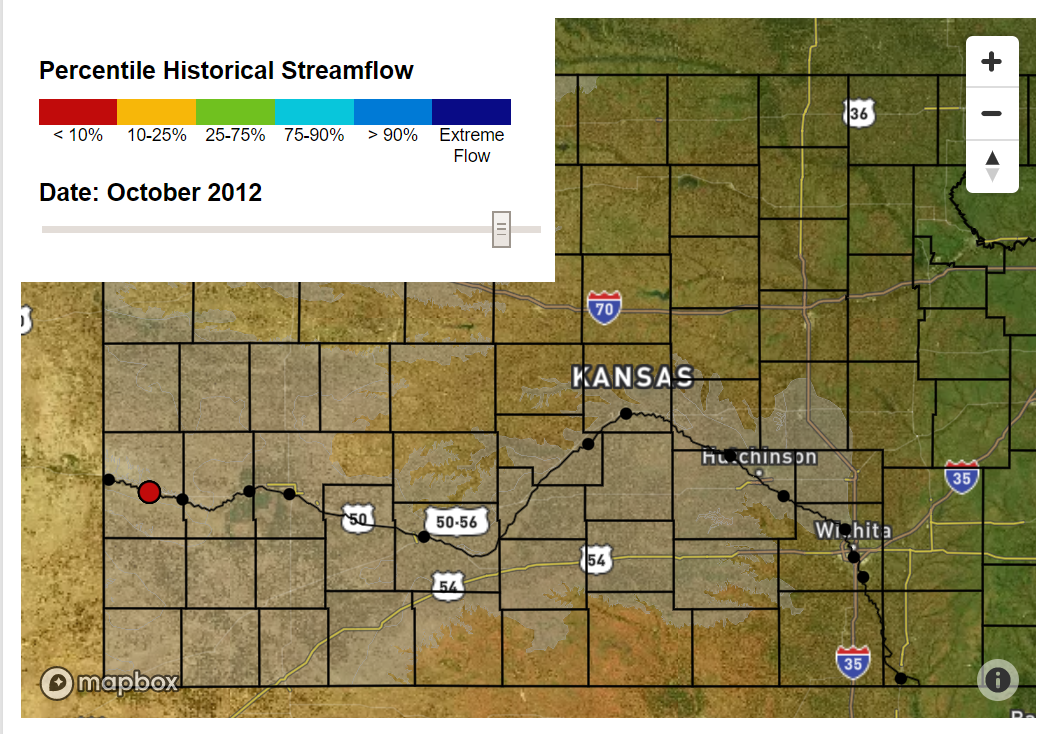 Percentile Historical Streamflow
< 10% 10-25% 25-75% 75-90% > 90% Extreme
Flow
Date: October 2012
36
70
KANSAS
Hutchinson
35
50
50-56
Wichita
54
54
35
mapbox